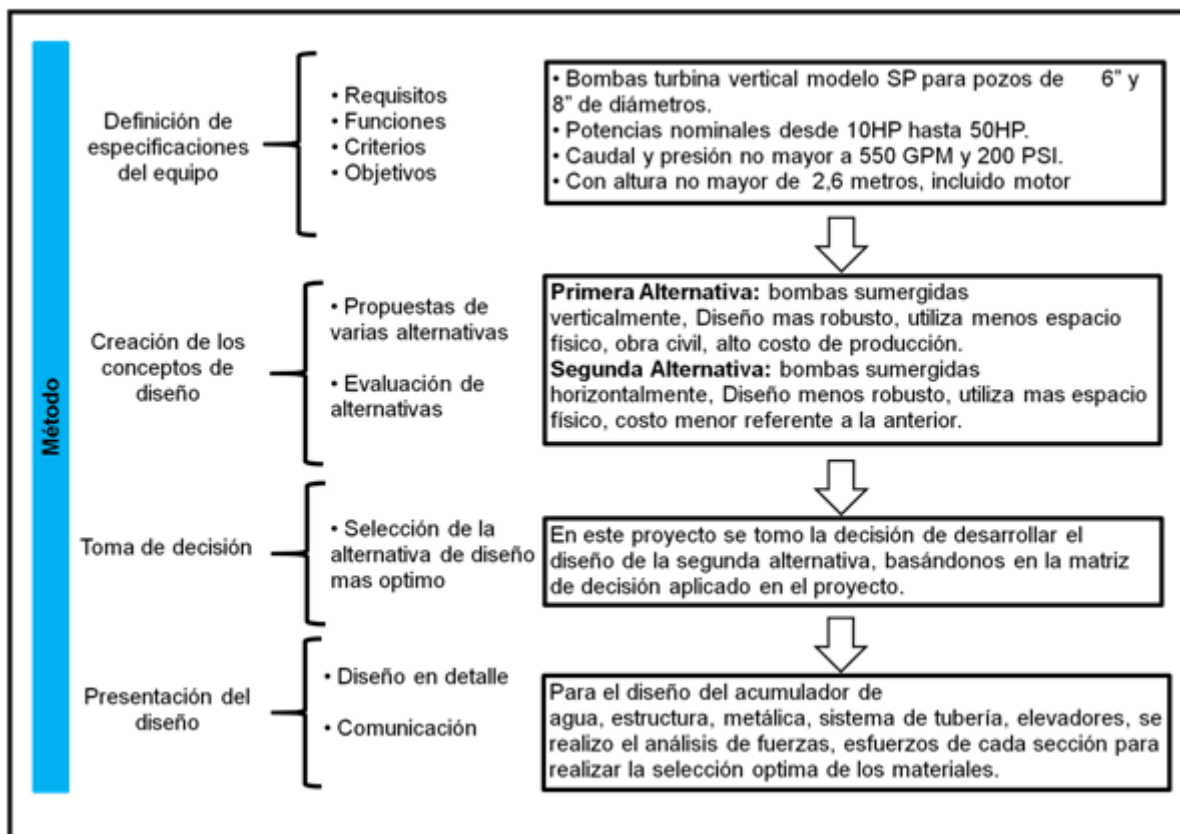 Método
Definición de
especificaciones
del equipo
• Requisitos
• Funciones
• Criterios
• Objetivos
• Bombas turbina vertical modelo SP para pozos de 6” y
8” de diámetros.
• Potencias nominales desde 10HP hasta 50HP.
• Caudal y presión no mayor a 550 GPM y 200 PSI.
• Con altura no mayor de 2,6 metros, incluido motor
Creación de los
conceptos de
diseño
• Propuestas de
varias alternativas
• Evaluación de
alternativas
Primera Alternativa: bombas sumergidas
verticalmente, Diseño mas robusto, utiliza menos espacio
físico, obra civil, alto costo de producción.
Segunda Alternativa: bombas sumergidas
horizontalmente, Diseño menos robusto, utiliza mas espacio
físico, costo menor referente a la anterior.
Toma de decisión
• Selección de la
alternativa de diseño
mas optimo
En este proyecto se tomo la decisión de desarrollar el
diseño de la segunda alternativa, basándonos en la matriz
de decisión aplicado en el proyecto.
Presentación del
diseño
• Diseño en detalle
• Comunicación
Para el diseño del acumulador de
agua, estructura, metálica, sistema de tubería, elevadores, se
realizo el análisis de fuerzas, esfuerzos de cada sección para
realizar la selección optima de los materiales.